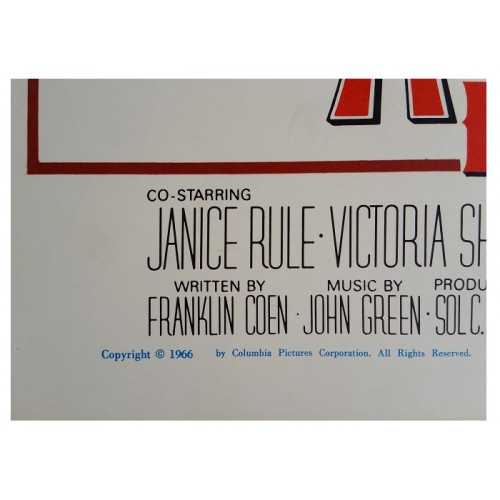 CO-STARRING
JANICE RULE · VICTORIA SH
WRITTEN BY MUSIC BY PRODU
FRANKLIN COEN · JOHN GREEN · SOL C.
Copyright © 1966 by Columbia Pictures Corporation. All Rights Reserved.